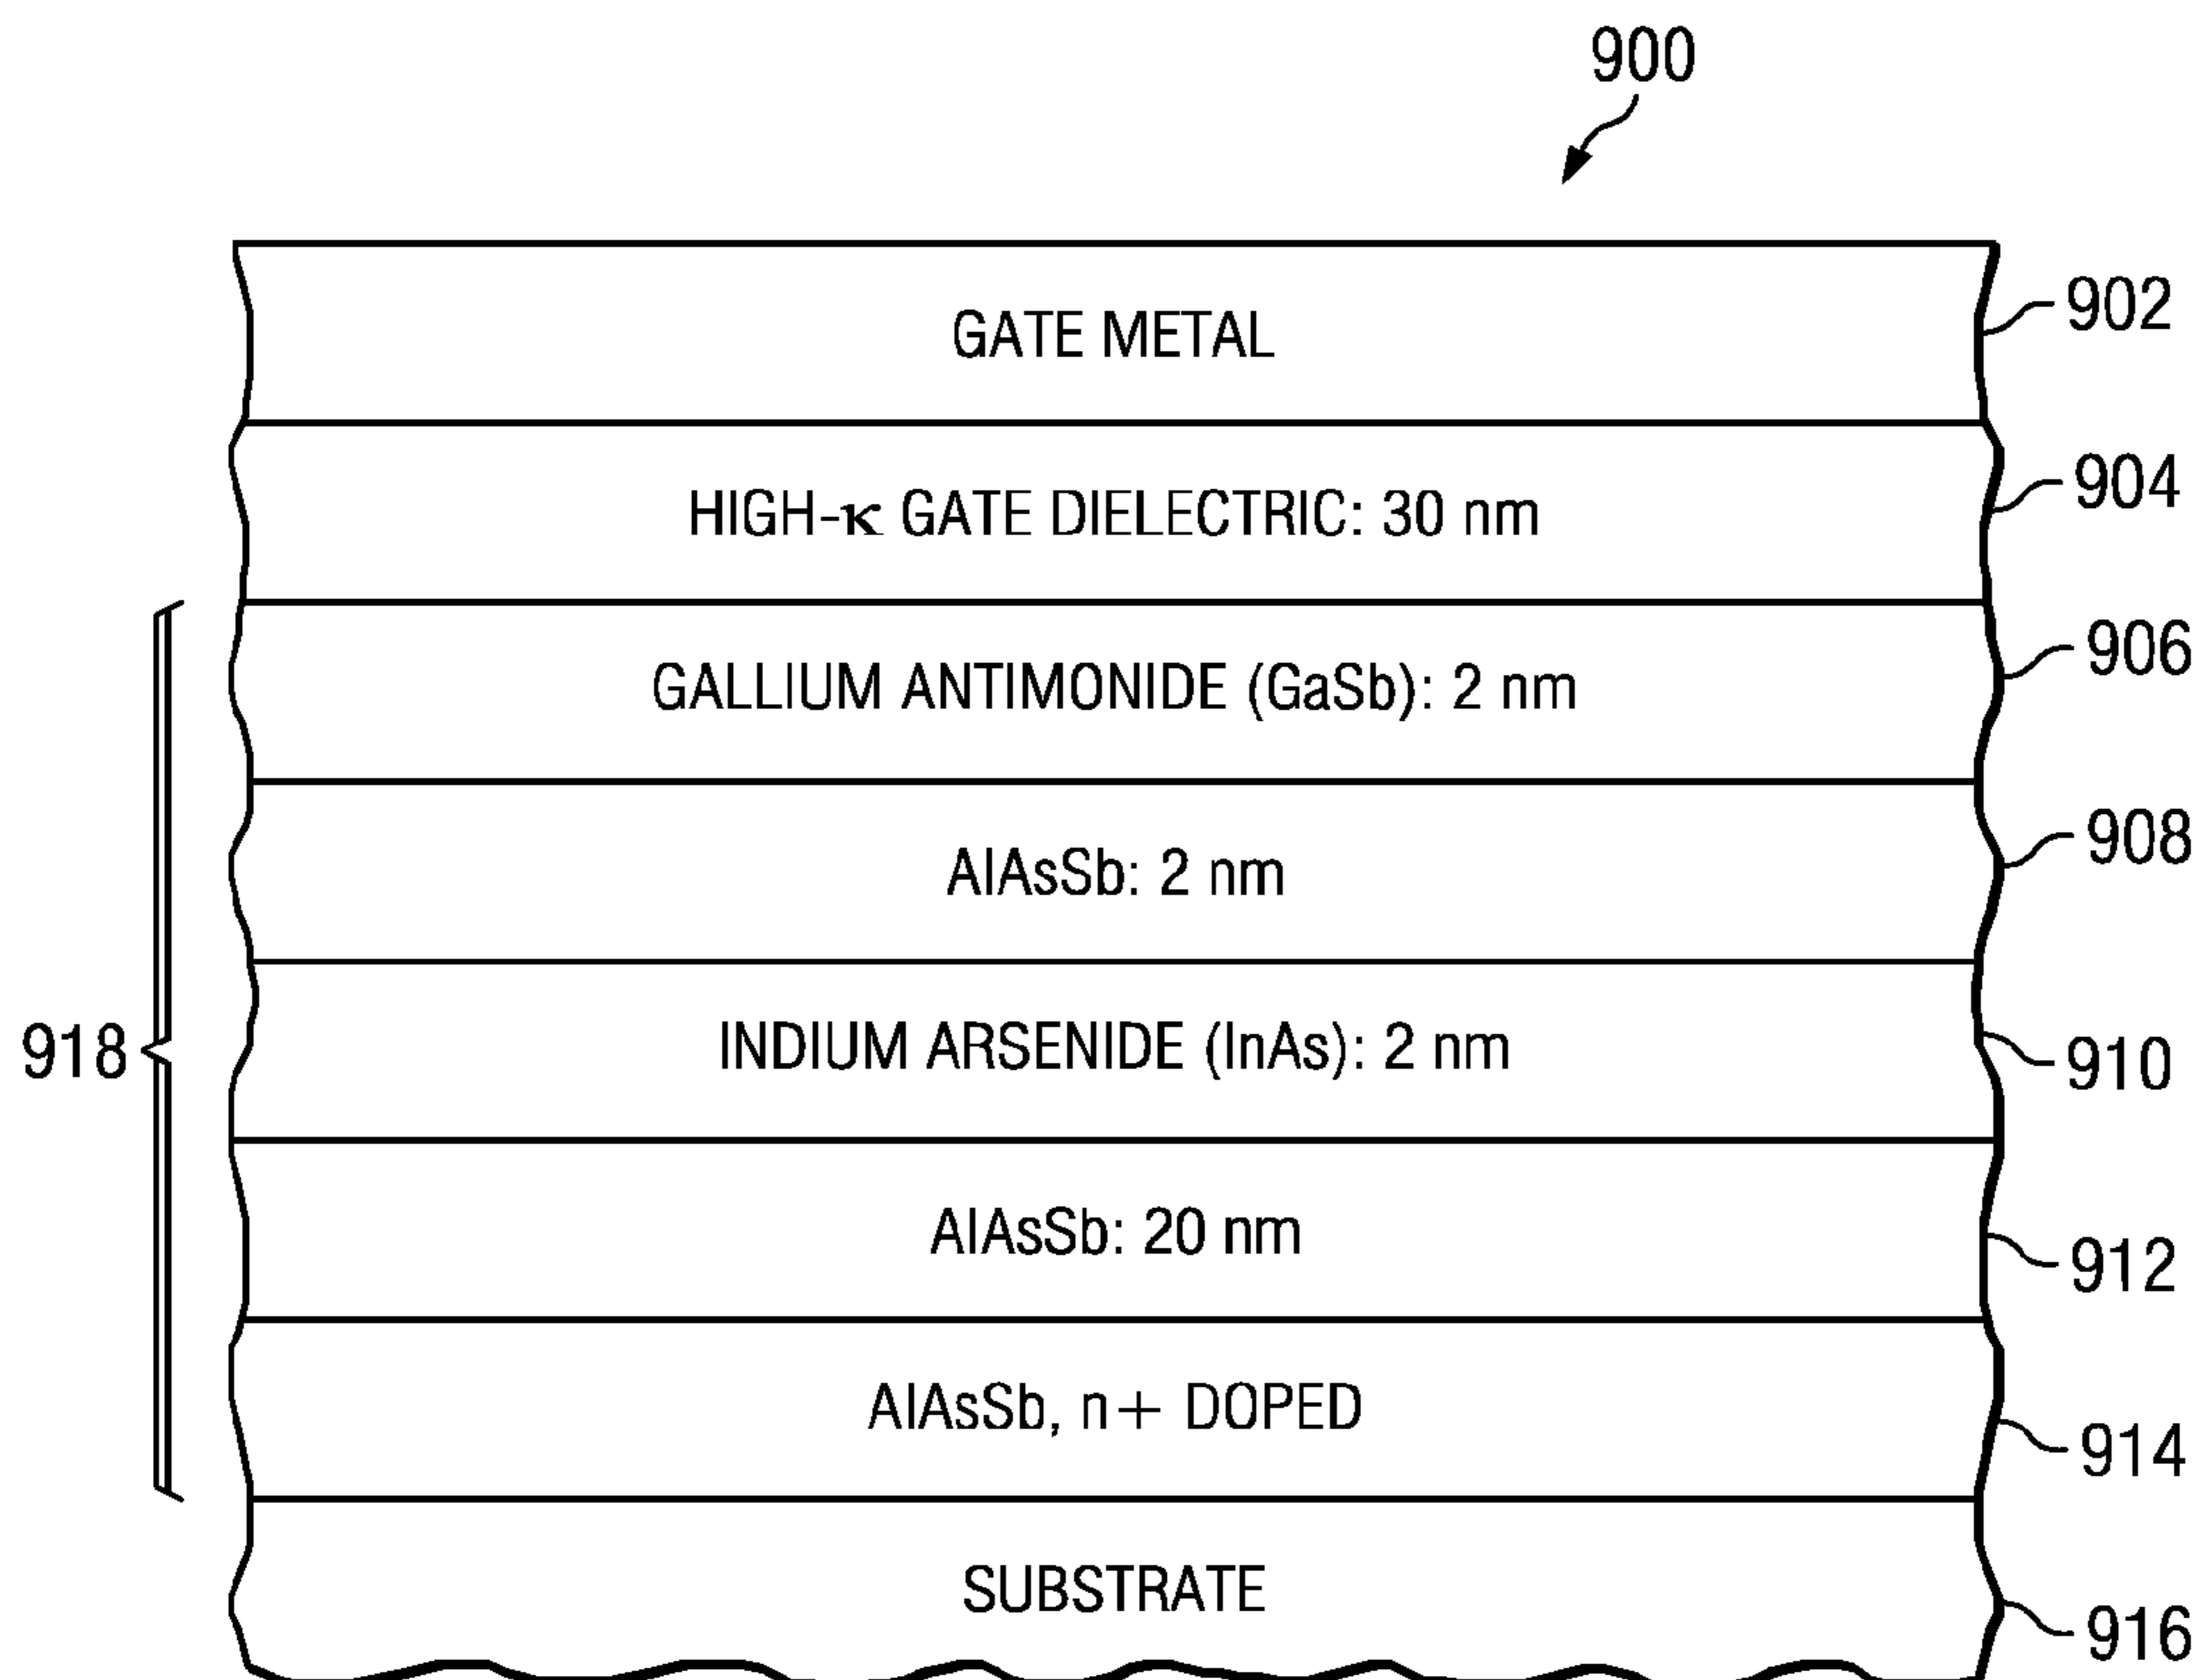 900
GATE METAL
902
HIGH-κ GATE DIELECTRIC: 30 nm
904
GALLIUM ANTIMONIDE (GaSb): 2 nm
906
AlAsSb: 2 nm
908
918
INDIUM ARSENIDE (InAs): 2 nm
910
AlAsSb: 20 nm
912
AlAsSb, n+ DOPED
914
SUBSTRATE
916